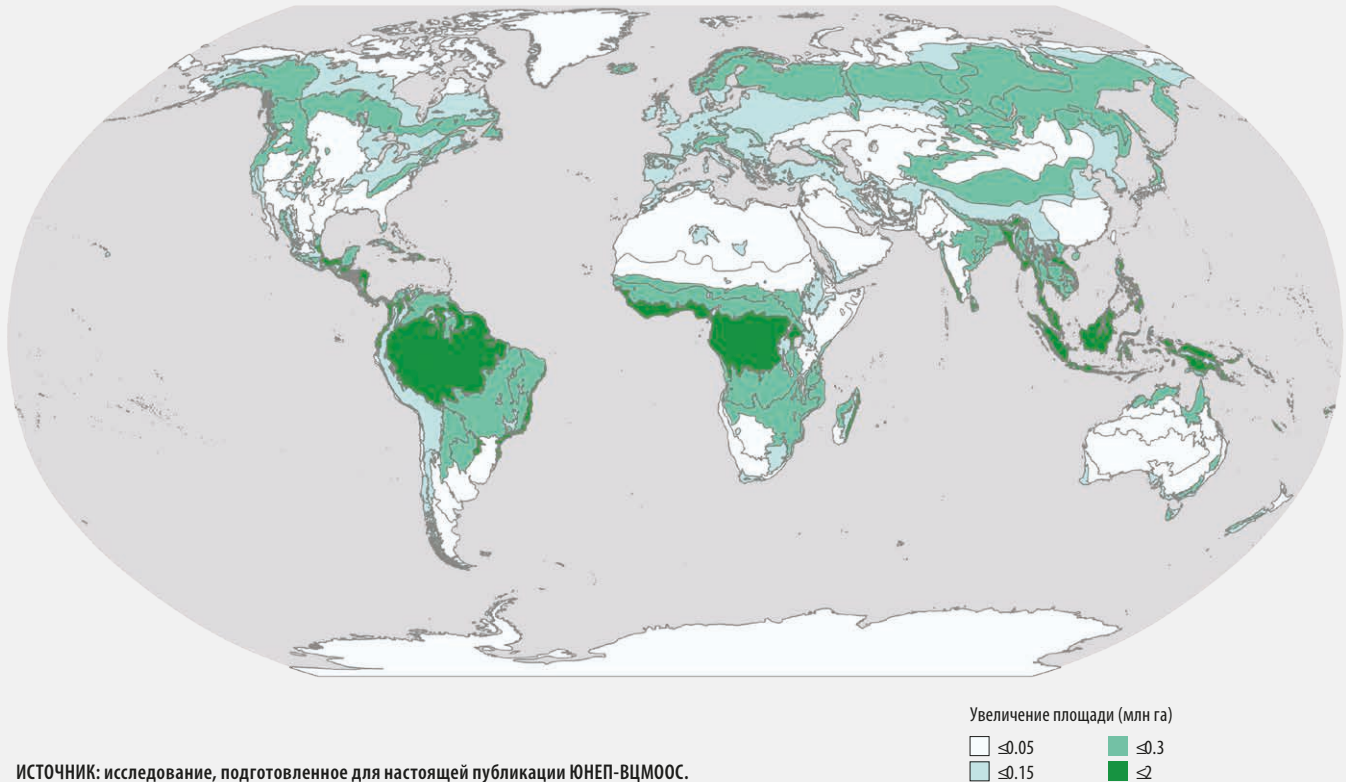 Увеличение площади (млн га)
≤0.05
≤0.3
≤0.15
≤2
ИСТОЧНИК: исследование, подготовленное для настоящей публикации ЮНЕП-ВЦМООС.